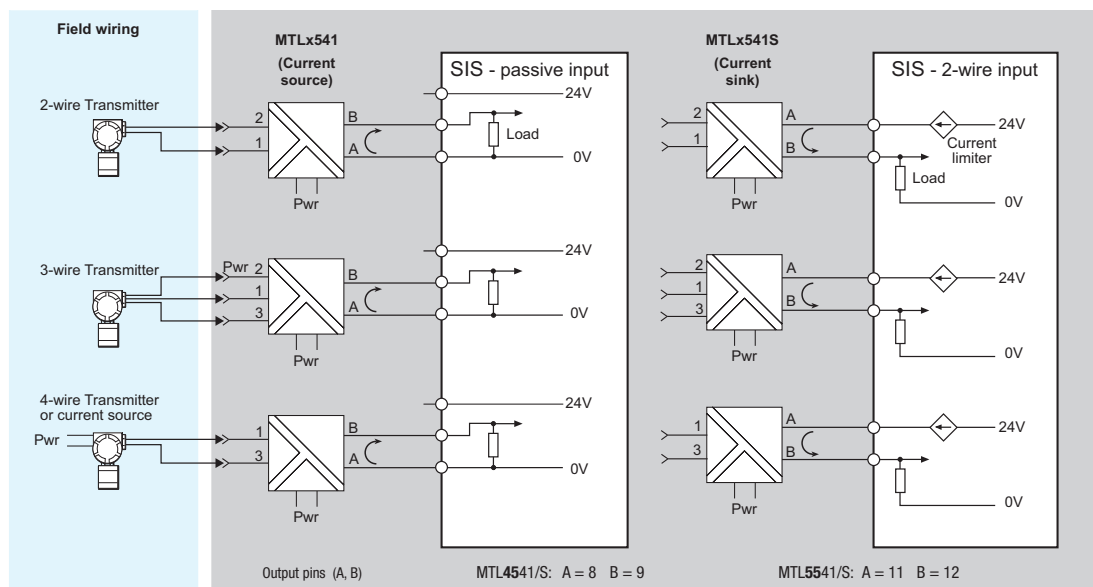 Field wiring
MTLx541
(Current
source)
SIS - passive input
MTLx541S
(Current
sink)
SIS - 2-wire input
2-wire Transmitter
2
1
B
A
Pwr
24V
Load
0V
2
1
A
B
Pwr
24V
Current
limiter
Load
0V
3-wire Transmitter
Pwr
2
1
3
B
A
Pwr
24V
0V
2
1
3
A
B
Pwr
24V
0V
4-wire Transmitter
or current source
Pwr
1
3
B
A
Pwr
24V
0V
1
3
A
B
Pwr
24V
0V
Output pins (A, B)
MTL4541/S: A = 8 B = 9
MTL5541/S: A = 11 B = 12